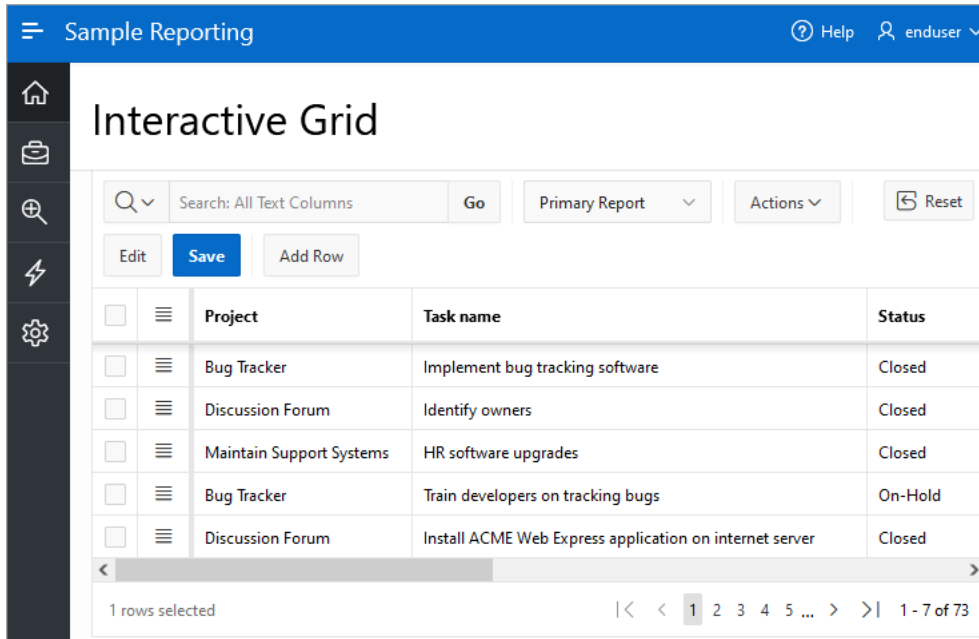 Sample Reporting Help enduser
Interactive Grid
Search: All Text Columns Go Primary Report Actions Reset
Edit Save Add Row
Project Task name Status
Bug Tracker Implement bug tracking software Closed
Discussion Forum Identify owners Closed
Maintain Support Systems HR software upgrades Closed
Bug Tracker Train developers on tracking bugs On-Hold
Discussion Forum Install ACME Web Express application on internet server Closed
1 rows selected 1 2 3 4 5 ... 1 - 7 of 73